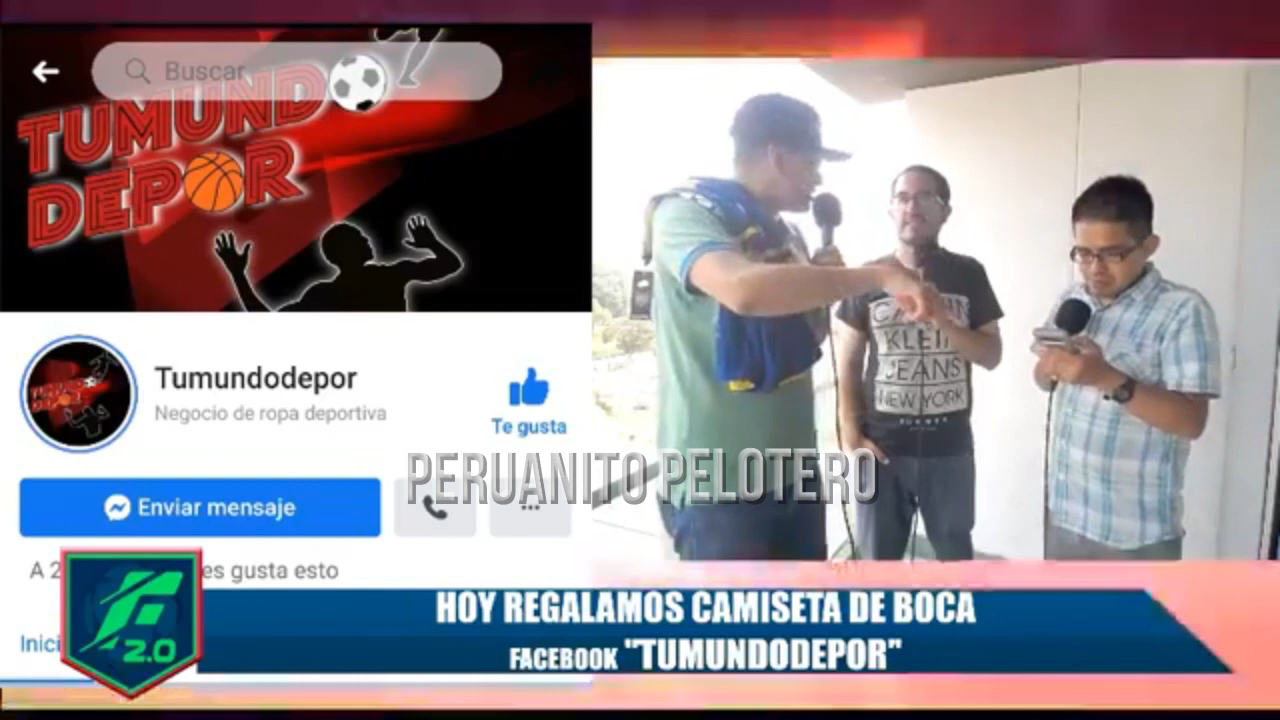 Buscar
TUMUNDO
DEPOR
Tumundodepor
Negocio de ropa deportiva
Te gusta
Enviar mensaje
A 2
es gusta esto
Inici
PERUANITO PELOTERO
CALVIN
KLEIN
JEANS
NEW YORK
2.0
HOY REGALAMOS CAMISETA DE BOCA
FACEBOOK "TUMUNDODEPOR"